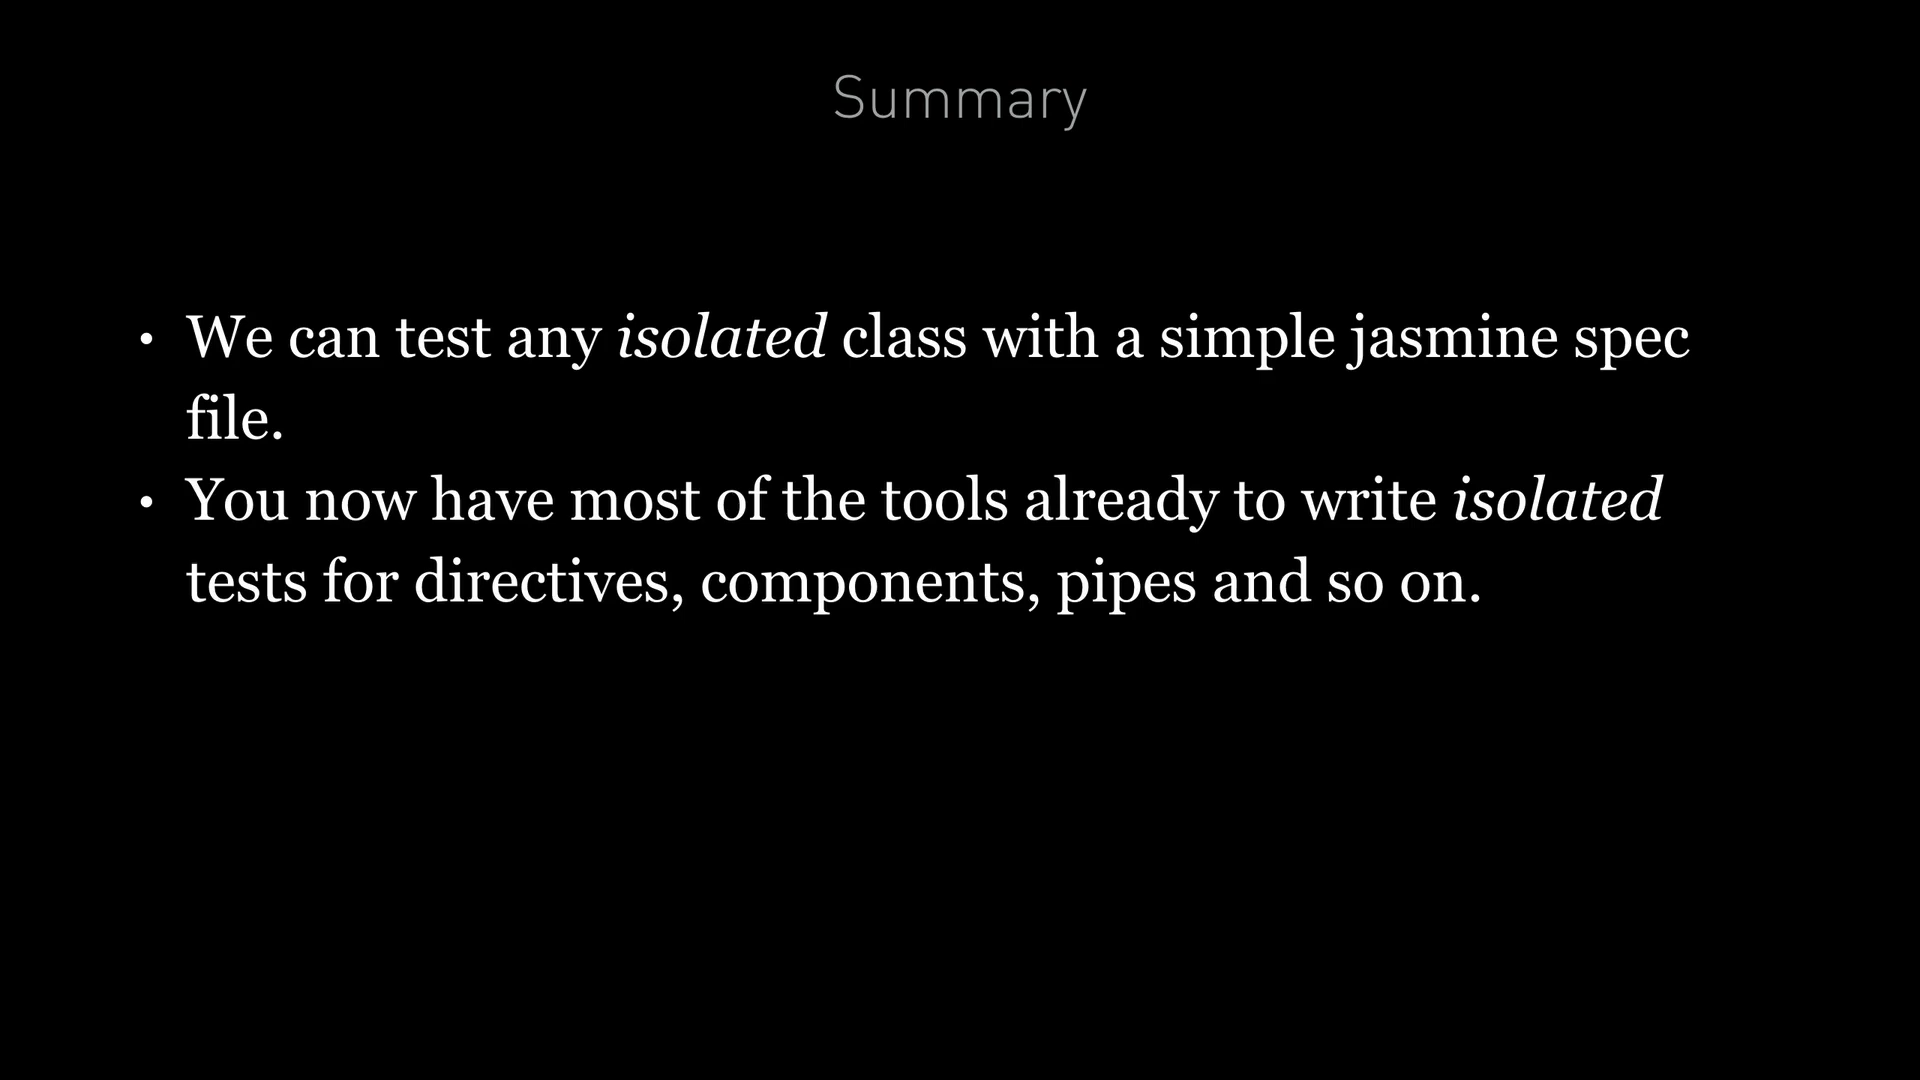 Summary
• We can test any isolated class with a simple jasmine spec
file.
• You now have most of the tools already to write isolated
tests for directives, components, pipes and so on.